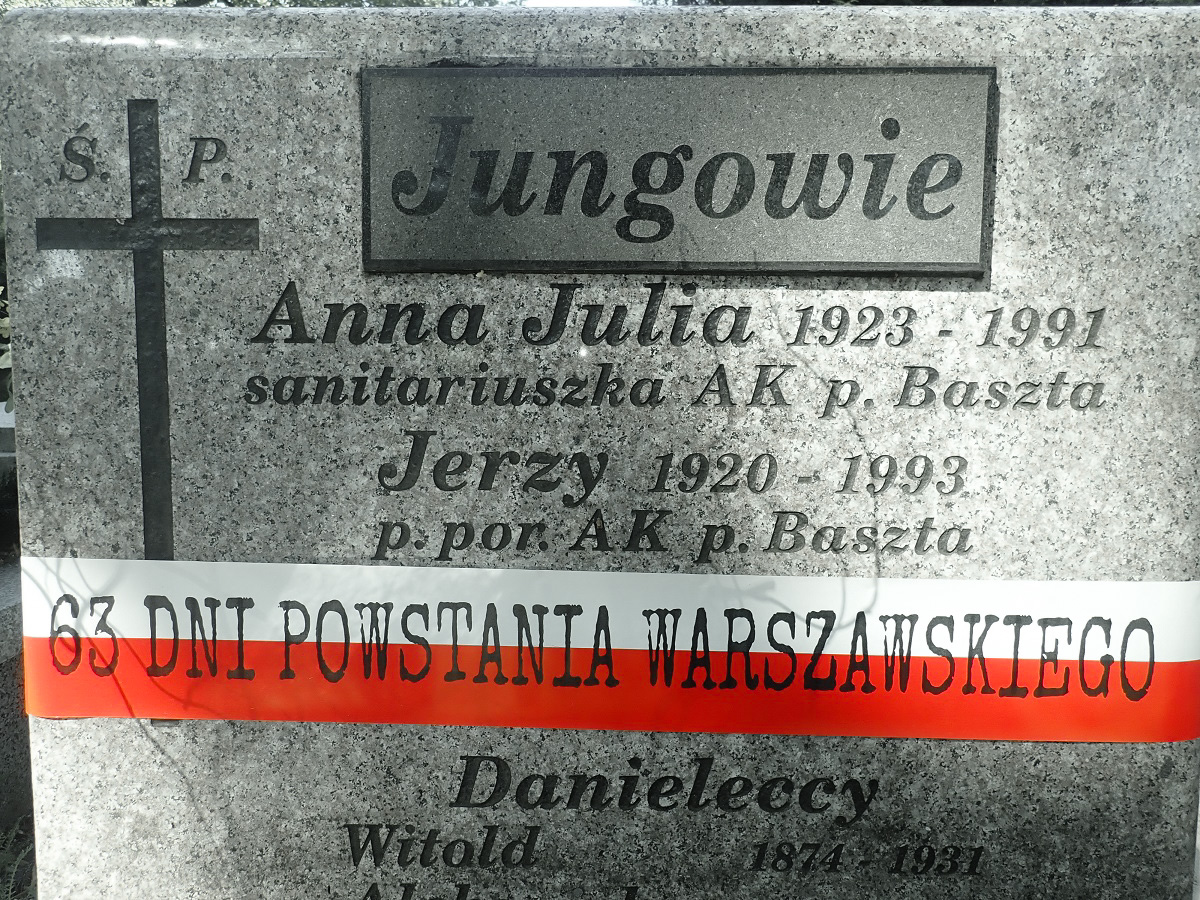 Ś. P.
Jungowie
Anna Julia 1923 - 1991
sanitariuszka AK p. Baszta
Jerzy 1920 - 1993
p. por. AK p. Baszta
63 DNI POWSTANIA WARSZAWSKIEGO
Danieleccy
Witold 1874 - 1931